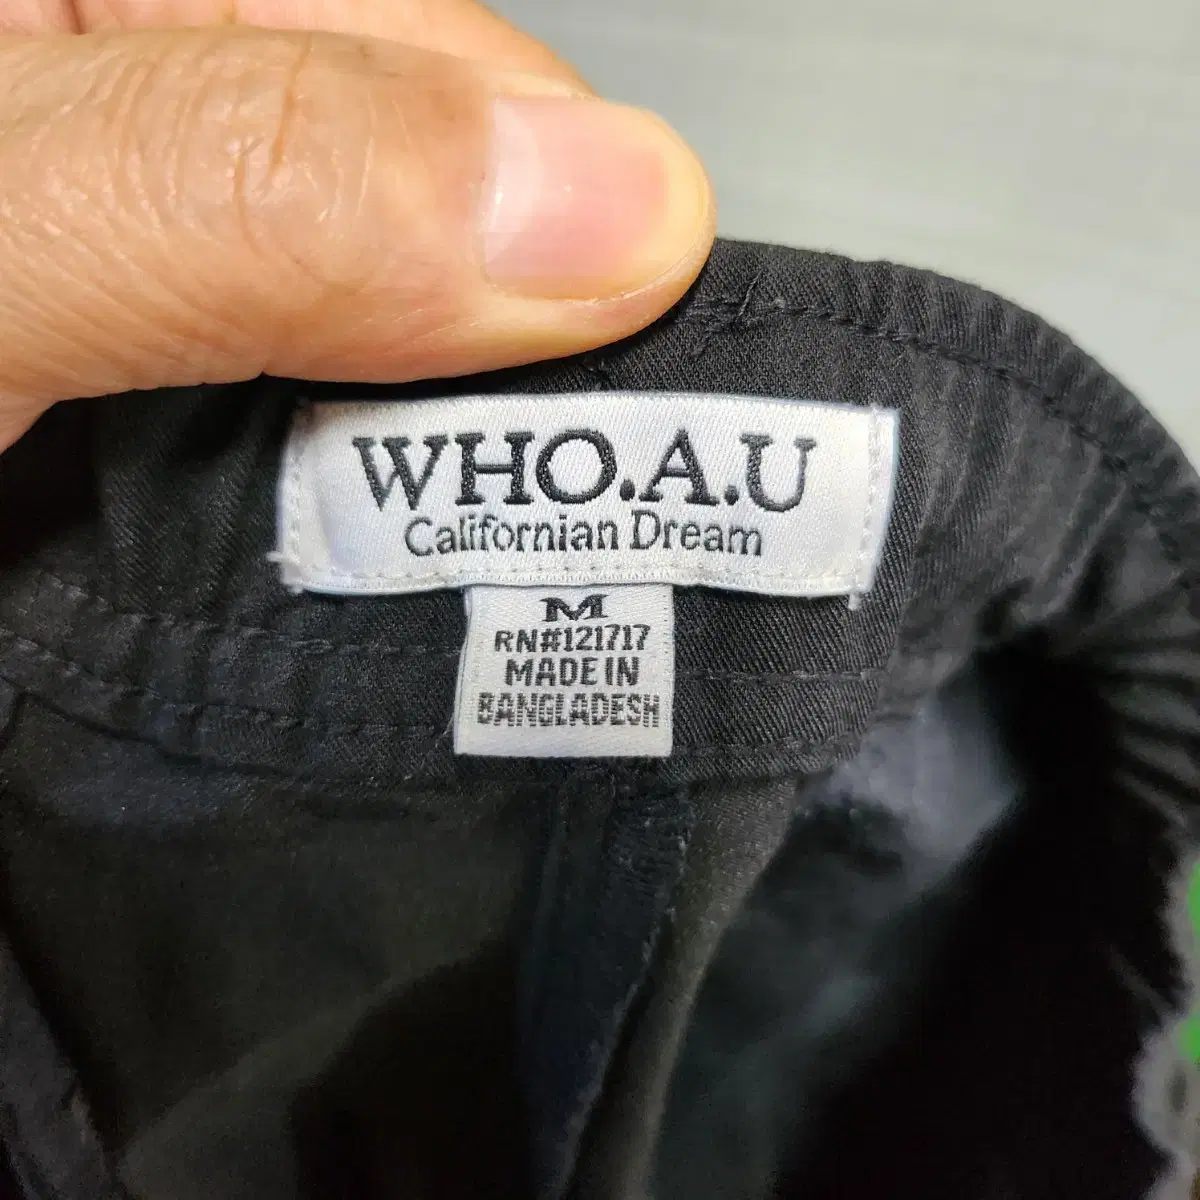 WHO.A.U
Californian Dream
M
RN#121717
MADE IN
BANGLADESH